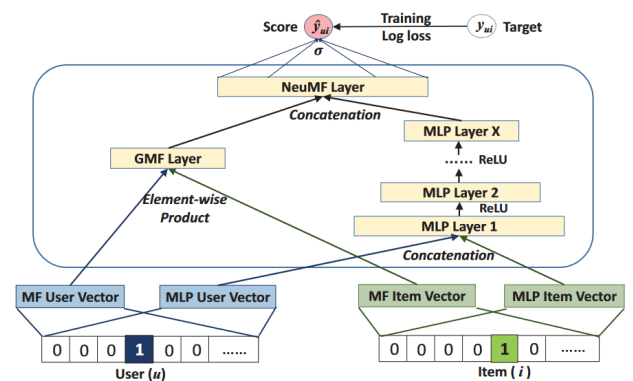 Score ŷui Training yui Target
Log loss
σ
NeuMF Layer
Concatenation
MLP Layer X
GMF Layer
...... ReLU
MLP Layer 2
Element-wise
Product
ReLU
MLP Layer 1
Concatenation
MF User Vector MLP User Vector MF Item Vector MLP Item Vector
0 0 0 1 0 0 ...... 0 0 0 0 1 0 ......
User (u) Item ( i )